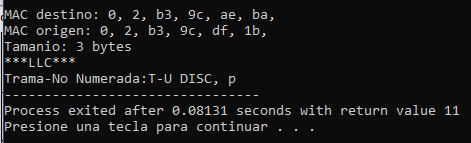 MAC destino: 0, 2, b3, 9c, ae, ba,
MAC origen: 0, 2, b3, 9c, df, 1b,
Tamanio: 3 bytes
***LLC***
Trama-No Numerada:T-U DISC, p
--------------------------------
Process exited after 0.08131 seconds with return value 11
Presione una tecla para continuar . . .